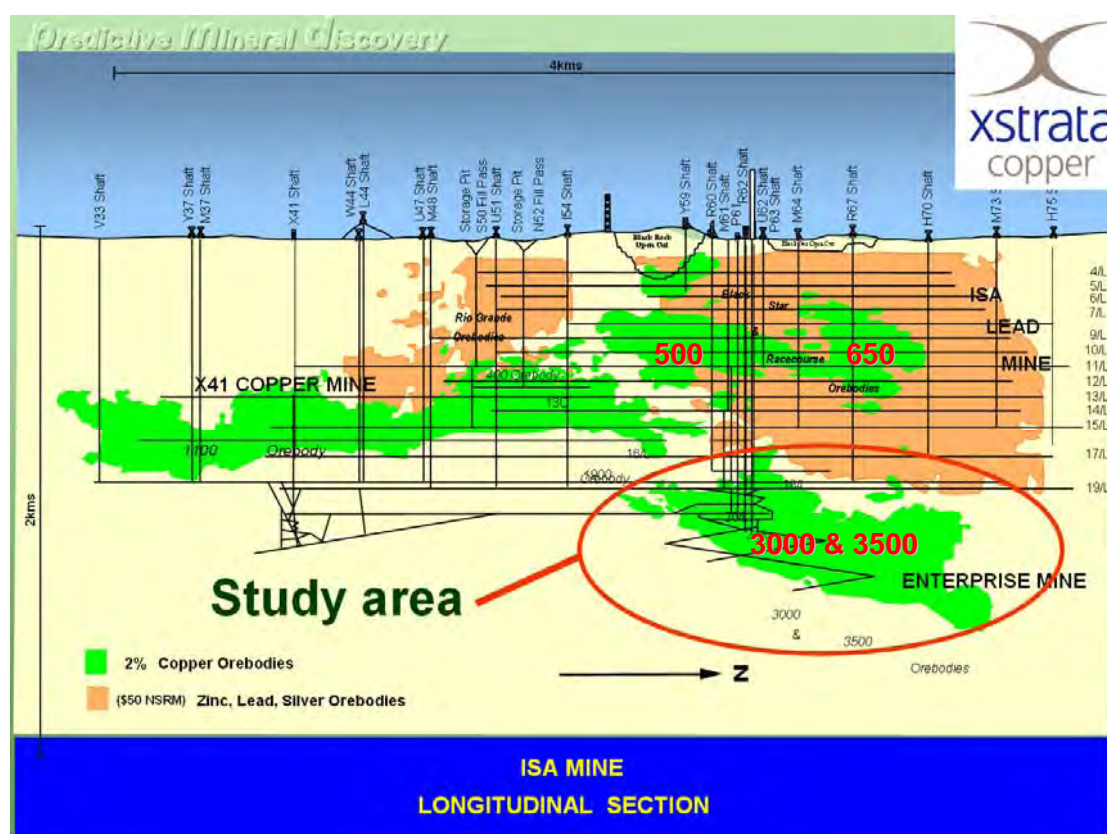 Predictive Mineral Discovery
xstrata
copper
4kms
V33 Shaft
Y37 Shaft
M37 Shaft
X41 Shaft
W44 Shaft
L44 Shaft
U47 Shaft
M48 Shaft
Storage Pit
S50 Fill Pass
U51 Shaft
Storage Pit
N52 Fill Pass
I54 Shaft
Y59 Shaft
R60 Shaft
M61 Shaft
R62 Shaft
U62 Shaft
P63 Shaft
M64 Shaft
R67 Shaft
H70 Shaft
M73
H75 S
Black Rock
Open Cut
4/L
5/L
6/L
7/L
9/L
10/L
11/L
12/L
13/L
14/L
15/L
17/L
19/L
ISA
LEAD
MINE
Black
Star
&
Racecourse
Orebodies
Rio Grande
Orebodies
500
650
X41 COPPER MINE
400 Orebody
1100
Orebody
16/L
1900
Orebody
2kms
3000 & 3500
ENTERPRISE MINE
Study area
3000
&
3500
Orebodies
2% Copper Orebodies
N
($50 NSRM) Zinc, Lead, Silver Orebodies
ISA MINE
LONGITUDINAL SECTION